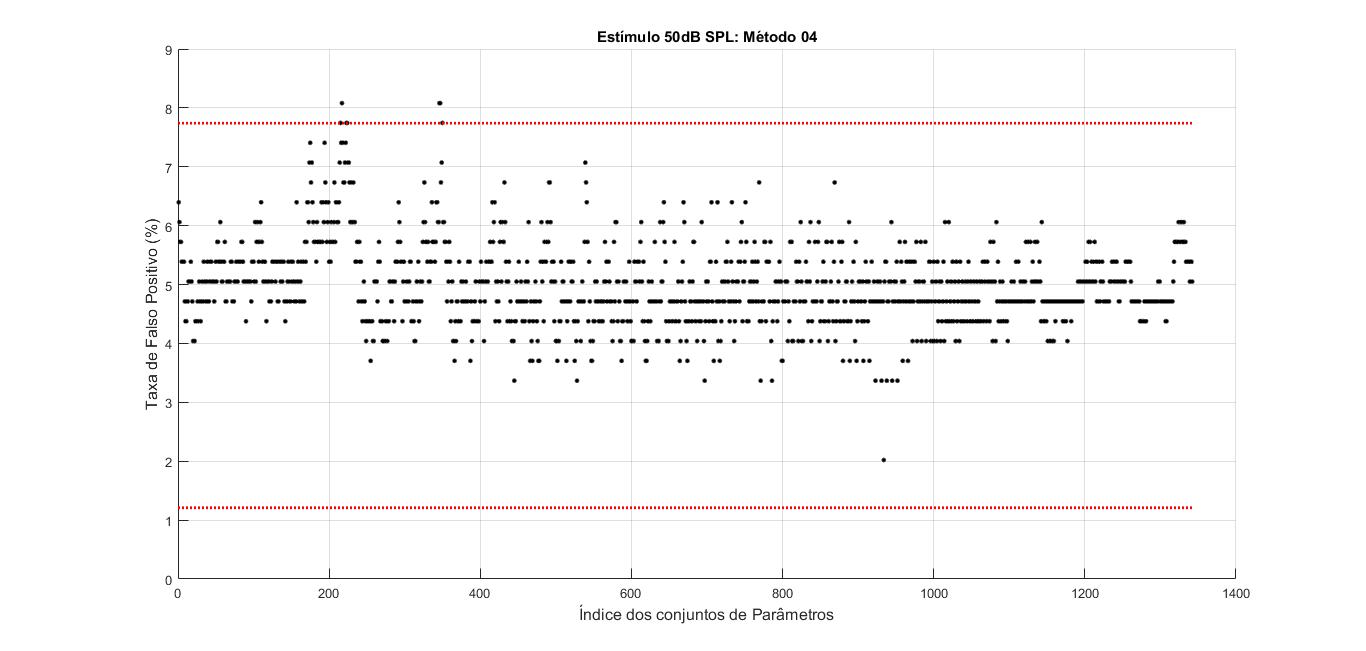 Estímulo 50dB SPL: Método 04
Taxa de Falso Positivo (%)
9
8
7
6
5
4
3
2
1
0
0 200 400 600 800 1000 1200 1400
Índice dos conjuntos de Parâmetros